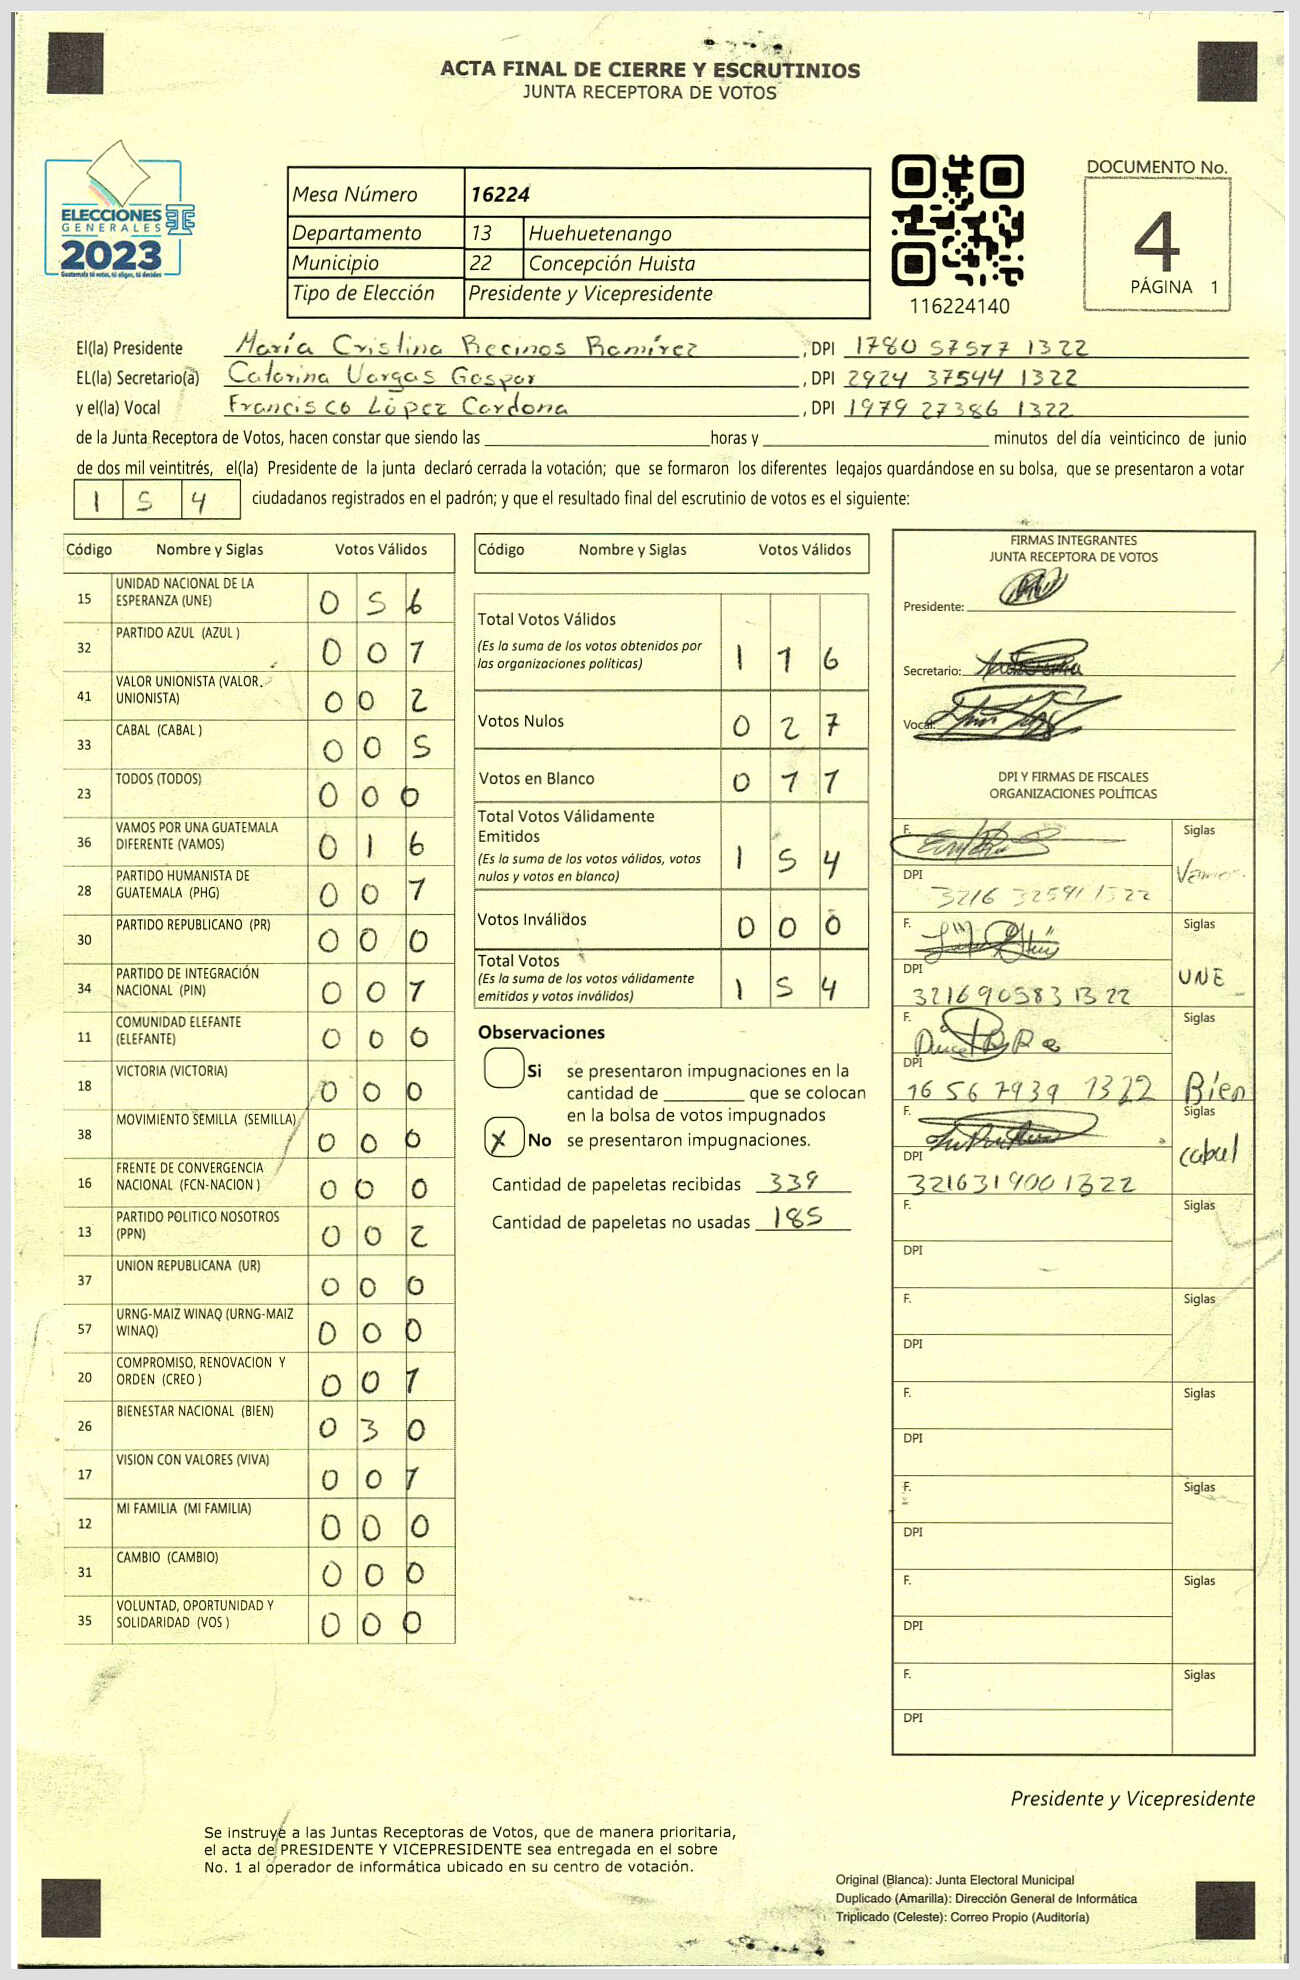 ACTA FINAL DE CIERRE Y ESCRUTINIOS
JUNTA RECEPTORA DE VOTOS
ELECCIONES
GENERALES
2023
Guatemala tú votas, tú eliges, tú decides
Mesa Número 16224
Departamento 13 Huehuetenango
Municipio 22 Concepción Huista
Tipo de Elección Presidente y Vicepresidente
116224140
DOCUMENTO No.
4
PÁGINA 1
El(la) Presidente María Cristina Recinos Ramírez, DPI 1780 57577 1322
EL(la) Secretario(a) Catarina Vargas Gaspar, DPI 2924 37544 1322
y el(la) Vocal Francisco López Cardona, DPI 1979 27386 1322
de la Junta Receptora de Votos, hacen constar que siendo las ____ horas y ____ minutos del día veinticinco de junio
de dos mil veintitrés, el(la) Presidente de la junta declaró cerrada la votación; que se formaron los diferentes legajos guardándose en su bolsa, que se presentaron a votar
1 5 4 ciudadanos registrados en el padrón; y que el resultado final del escrutinio de votos es el siguiente:
Código Nombre y Siglas Votos Válidos
15 UNIDAD NACIONAL DE LA ESPERANZA (UNE) 0 5 6
32 PARTIDO AZUL (AZUL ) 0 0 1
41 VALOR UNIONISTA (VALOR. UNIONISTA) 0 0 2
33 CABAL (CABAL ) 0 0 5
23 TODOS (TODOS) 0 0 0
36 VAMOS POR UNA GUATEMALA DIFERENTE (VAMOS) 0 1 6
28 PARTIDO HUMANISTA DE GUATEMALA (PHG) 0 0 1
30 PARTIDO REPUBLICANO (PR) 0 0 0
34 PARTIDO DE INTEGRACIÓN NACIONAL (PIN) 0 0 1
11 COMUNIDAD ELEFANTE (ELEFANTE) 0 0 0
18 VICTORIA (VICTORIA) 0 0 0
38 MOVIMIENTO SEMILLA (SEMILLA) 0 0 0
16 FRENTE DE CONVERGENCIA NACIONAL (FCN-NACION ) 0 0 0
13 PARTIDO POLITICO NOSOTROS (PPN) 0 0 2
37 UNION REPUBLICANA (UR) 0 0 0
57 URNG-MAIZ WINAQ (URNG-MAIZ WINAQ) 0 0 0
20 COMPROMISO, RENOVACION Y ORDEN (CREO ) 0 0 1
26 BIENESTAR NACIONAL (BIEN) 0 3 0
17 VISION CON VALORES (VIVA) 0 0 1
12 MI FAMILIA (MI FAMILIA) 0 0 0
31 CAMBIO (CAMBIO) 0 0 0
35 VOLUNTAD, OPORTUNIDAD Y SOLIDARIDAD (VOS ) 0 0 0
Código Nombre y Siglas Votos Válidos
Total Votos Válidos 1 1 6
(Es la suma de los votos obtenidos por
las organizaciones políticas)
Votos Nulos 0 2 7
Votos en Blanco 0 1 1
Total Votos Válidamente
Emitidos 1 5 4
(Es la suma de los votos válidos, votos
nulos y votos en blanco)
Votos Inválidos 0 0 0
Total Votos 1 5 4
(Es la suma de los votos válidamente
emitidos y votos inválidos)
Observaciones
Si se presentaron impugnaciones en la
cantidad de ____ que se colocan
en la bolsa de votos impugnados
X No se presentaron impugnaciones.
Cantidad de papeletas recibidas 339
Cantidad de papeletas no usadas 185
FIRMAS INTEGRANTES
JUNTA RECEPTORA DE VOTOS
Presidente:
Secretario:
Vocal:
DPI Y FIRMAS DE FISCALES
ORGANIZACIONES POLÍTICAS
F. Siglas
DPI Vamos
3216 32591 1322
F. Siglas
DPI UNE
3216 90583 1322
F. Siglas
DPI Bien
16 56 7939 1322
F. Siglas
DPI cabal
3216319001322
F. Siglas
DPI
F. Siglas
DPI
F. Siglas
DPI
F. Siglas
DPI
F. Siglas
DPI
F. Siglas
DPI
Presidente y Vicepresidente
Se instruye a las Juntas Receptoras de Votos, que de manera prioritaria,
el acta de PRESIDENTE Y VICEPRESIDENTE sea entregada en el sobre
No. 1 al operador de informática ubicado en su centro de votación.
Original (Blanca): Junta Electoral Municipal
Duplicado (Amarilla): Dirección General de Informática
Triplicado (Celeste): Correo Propio (Auditoría)